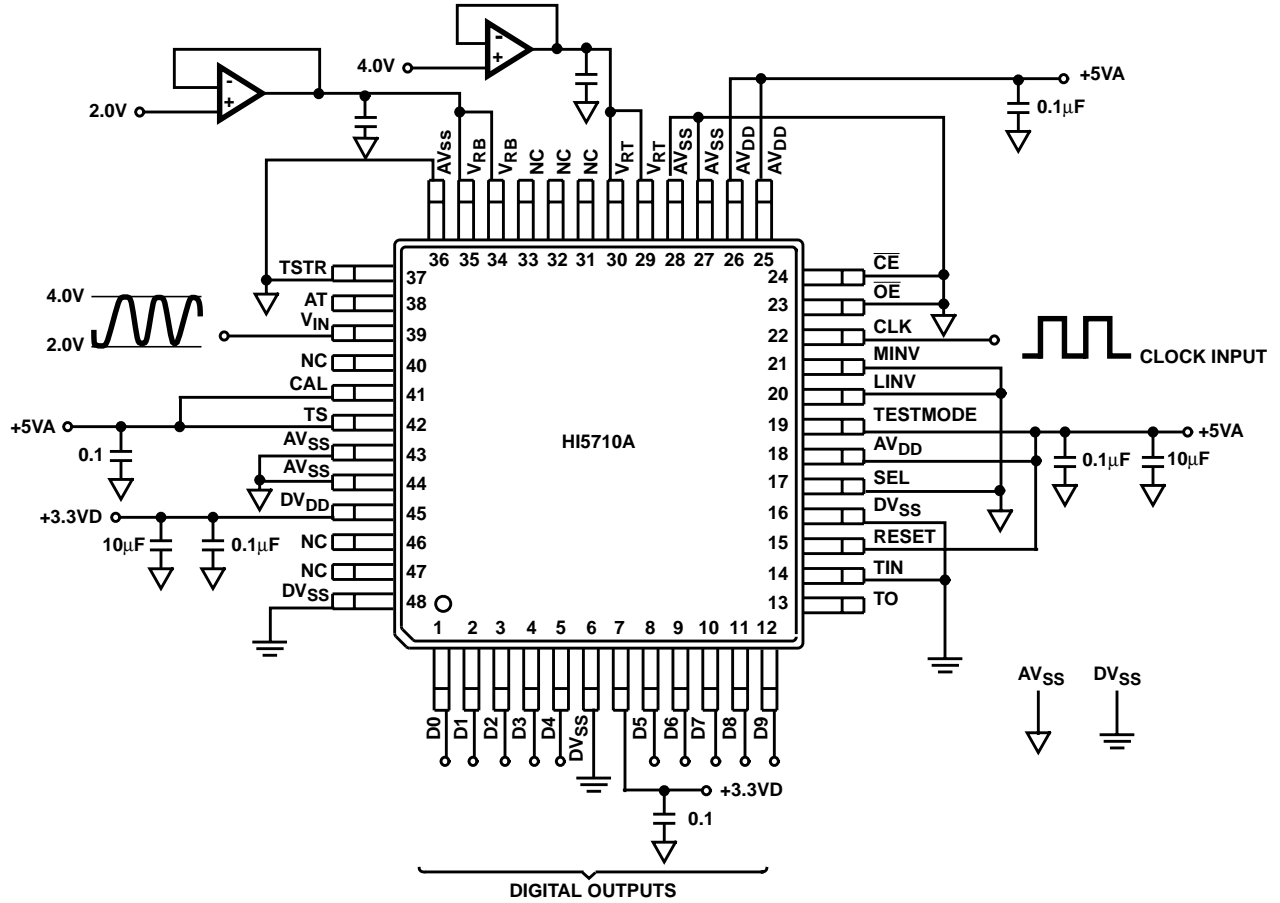 4.0V
2.0V
+5VA
0.1μF
AVSS
VRB
VRB
NC
NC
NC
VRT
VRT
AVSS
AVSS
AVDD
AVDD
36 35 34 33 32 31 30 29 28 27 26 25
TSTR
37
AT
38
4.0V
2.0V
VIN
39
NC
40
CAL
41
+5VA
TS
42
0.1
AVSS
43
AVSS
44
+3.3VD
DVDD
45
10μF
0.1μF
NC
46
NC
47
DVSS
48
HI5710A
24
CE
23
OE
22
CLK
CLOCK INPUT
21
MINV
20
LINV
19
TESTMODE
+5VA
18
AVDD
0.1μF
10μF
17
SEL
16
DVSS
15
RESET
14
TIN
13
TO
1 2 3 4 5 6 7 8 9 10 11 12
D0
D1
D2
D3
D4
DVSS
D5
D6
D7
D8
D9
+3.3VD
0.1
AVSS
DVSS
DIGITAL OUTPUTS